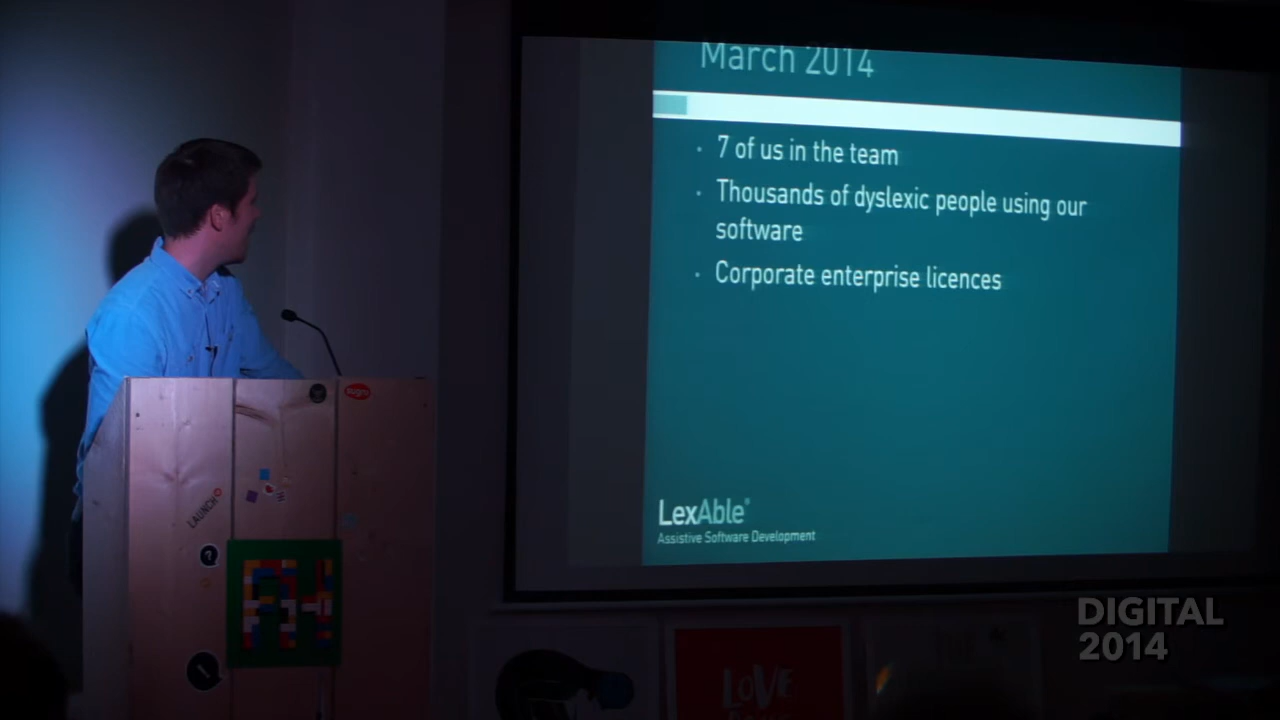 March 2014
· 7 of us in the team
· Thousands of dyslexic people using our
software
· Corporate enterprise licences
LexAble®
Assistive Software Development
LAUNCH
?
sugru
LOVE
DIGITAL
2014